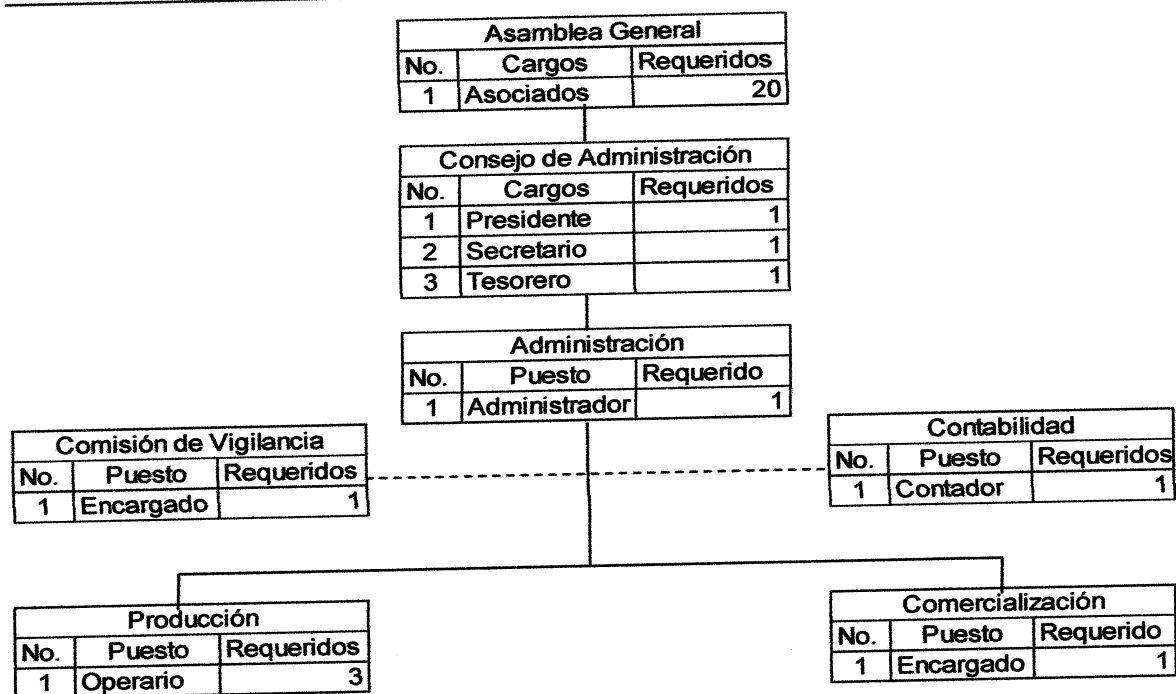 Asamblea General
No. Cargos Requeridos
1 Asociados 20
Consejo de Administración
No. Cargos Requeridos
1 Presidente 1
2 Secretario 1
3 Tesorero 1
Administración
No. Puesto Requerido
1 Administrador 1
Comisión de Vigilancia
No. Puesto Requeridos
1 Encargado 1
Contabilidad
No. Puesto Requeridos
1 Contador 1
Producción
No. Puesto Requeridos
1 Operario 3
Comercialización
No. Puesto Requerido
1 Encargado 1